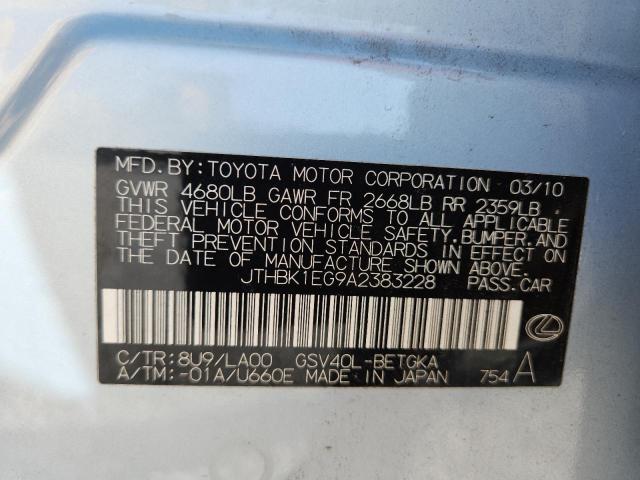 MFD.BY:TOYOTA MOTOR CORPORATION 03/10
GVWR 4680LB GAWR FR 2668LB RR 2359LB
THIS VEHICLE CONFORMS TO ALL APPLICABLE
FEDERAL MOTOR VEHICLE SAFETY,BUMPER,AND
THEFT PREVENTION STANDARDS IN EFFECT ON
THE DATE OF MANUFACTURE SHOWN ABOVE.
JTHBK1EG9A2383228 PASS.CAR
C/TR:8U9/LA00 GSV40L-BETGKA
A/TM:-01A/U660E MADE IN JAPAN 754 A